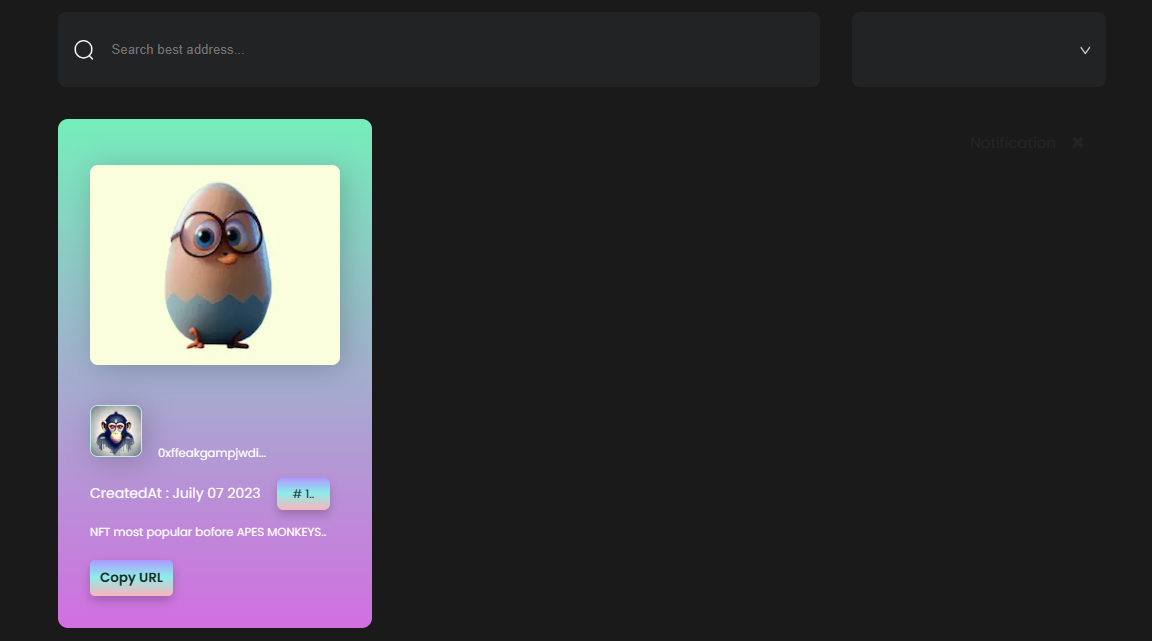 Search best address...
Notification ✖
0xffeakgampjwdi...
CreatedAt : Juily 07 2023
# 1..
NFT most popular bofore APES MONKEYS..
Copy URL